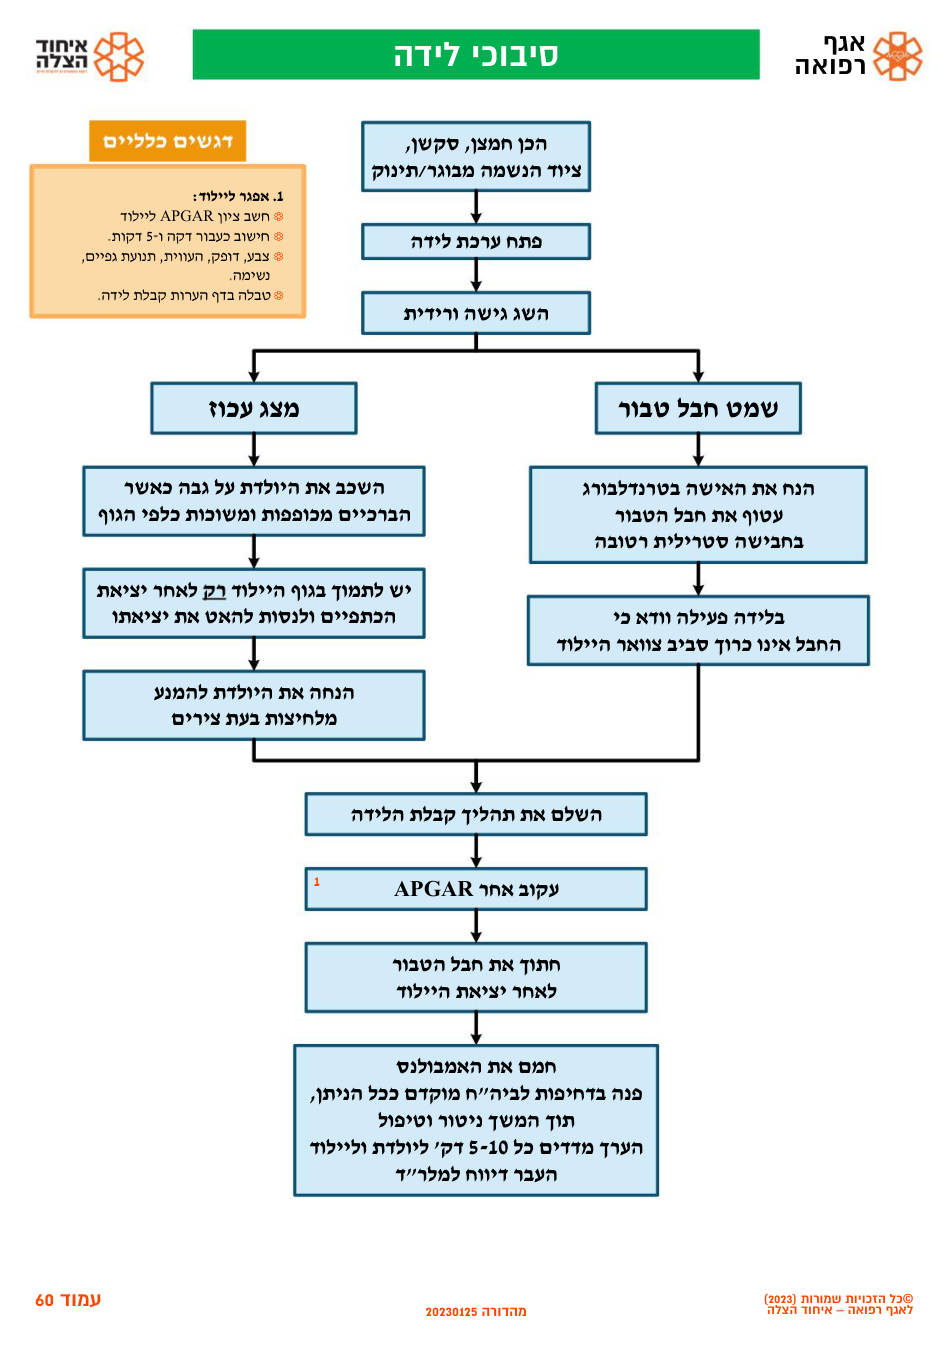 איחוד
הצלה
סיבוכי לידה
אגף
רפואה
דגשים כלליים
1. אפגר ליילוד:
חשב ציון APGAR ליילוד
חישוב כעבור דקה ו-5 דקות.
צבע, דופק, העווית, תנועת גפיים,
נשימה.
טבלה בדף הערות קבלת לידה.
הכן חמצן, סקשן,
ציוד הנשמה מבוגר/תינוק
פתח ערכת לידה
השג גישה ורידית
שמט חבל טבור
הנח את האישה בטרנדלבורג
עטוף את חבל הטבור
בחבישה סטרילית רטובה
בלידה פעילה וודא כי
החבל אינו כרוך סביב צוואר היילוד
מצג עכוז
השכב את היולדת על גבה כאשר
הברכיים מכופפות ומשוכות כלפי הגוף
יש לתמוך בגוף היילוד רק לאחר יציאת
הכתפיים ולנסות להאט את יציאתו
הנחה את היולדת להמנע
מלחיצות בעת צירים
השלם את תהליך קבלת הלידה
עקוב אחר APGAR
1
חתוך את חבל הטבור
לאחר יציאת היילוד
חמם את האמבולנס
פנה בדחיפות לביה"ח מוקדם ככל הניתן,
תוך המשך ניטור וטיפול
הערך מדדים כל 5-10 דק' ליולדת וליילוד
העבר דיווח למלר"ד
©כל הזכויות שמורות (2023)
לאגף רפואה – איחוד הצלה
מהדורה 20230125
עמוד 60